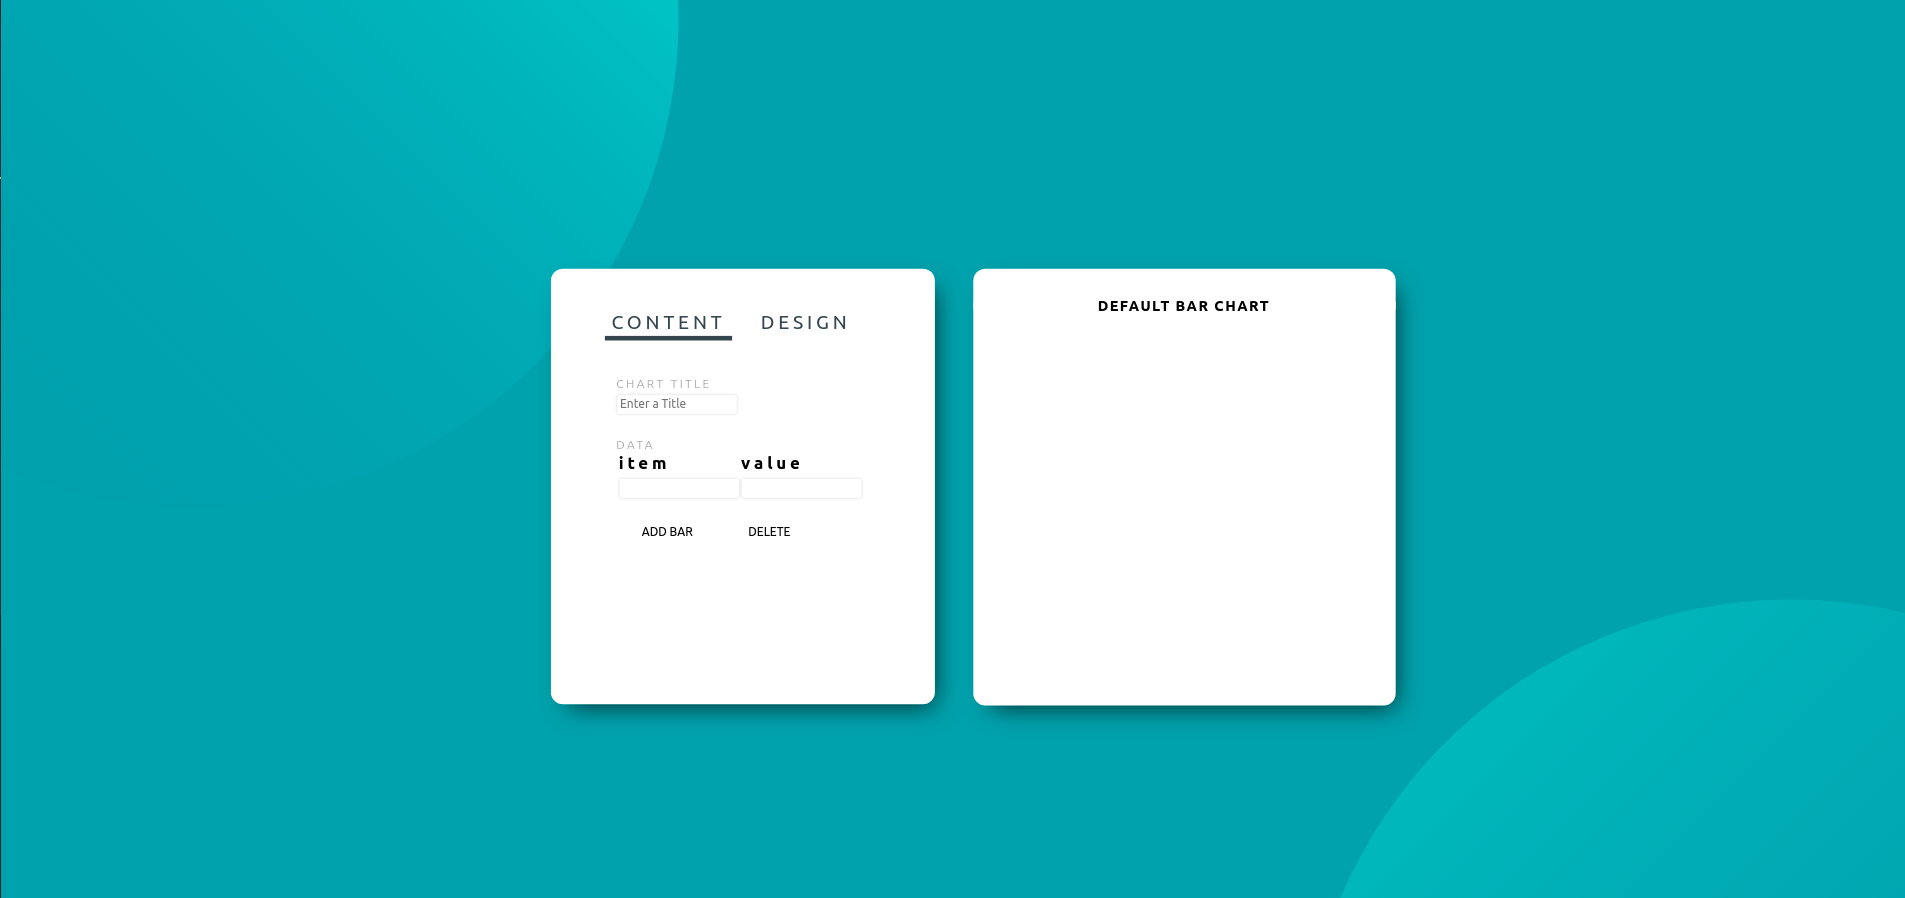 CONTENT DESIGN
CHART TITLE
Enter a Title
DATA
item value
ADD BAR DELETE
DEFAULT BAR CHART